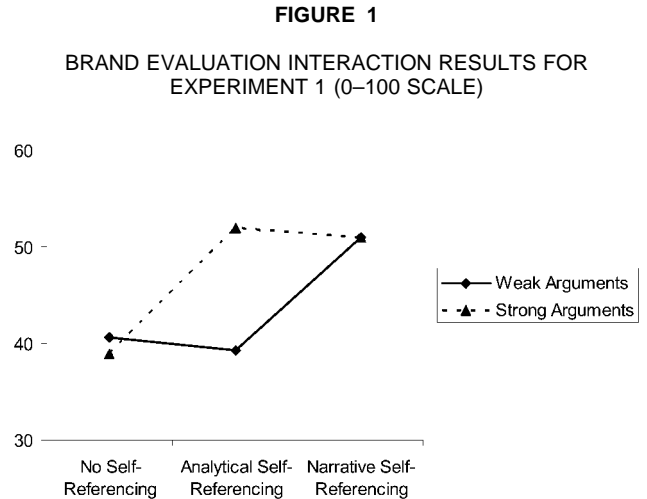 FIGURE 1
BRAND EVALUATION INTERACTION RESULTS FOR
EXPERIMENT 1 (0–100 SCALE)
60
50
40
30
Weak Arguments
Strong Arguments
No Self-
Referencing
Analytical Self-
Referencing
Narrative Self-
Referencing